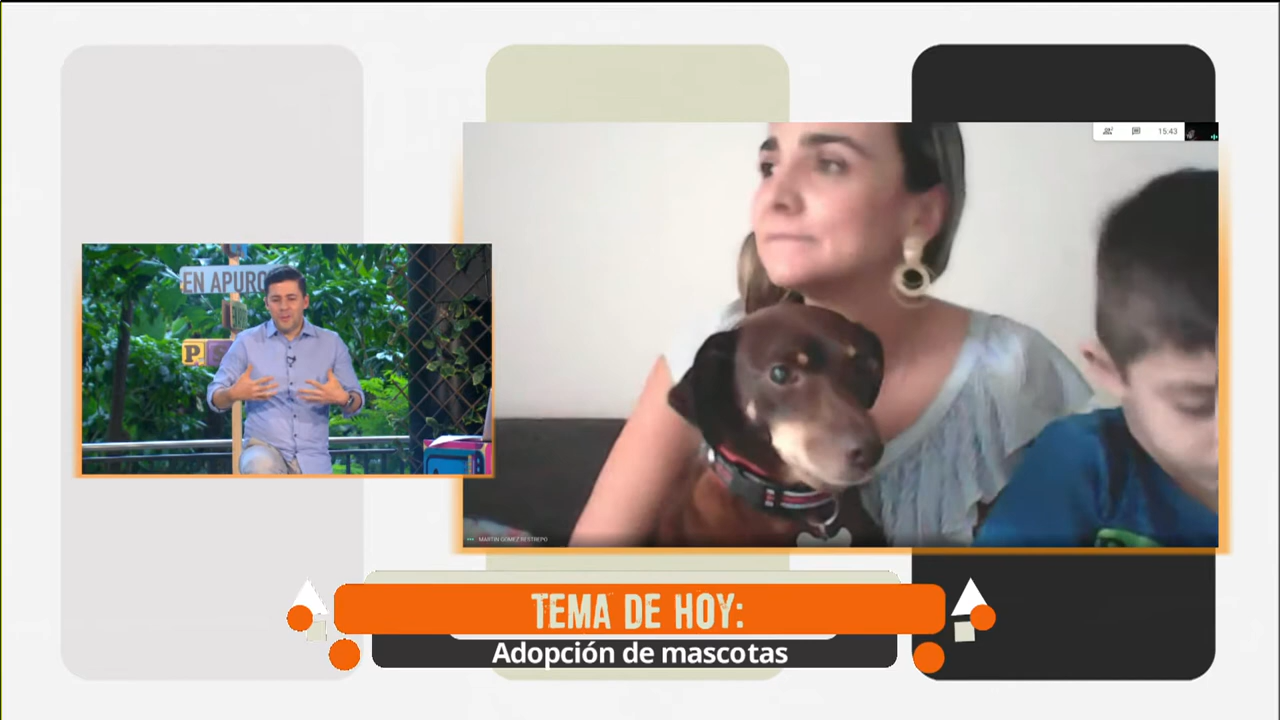 15:43
EN APURO
P
MARTIN GOMEZ RESTREPO
TEMA DE HOY:
Adopción de mascotas